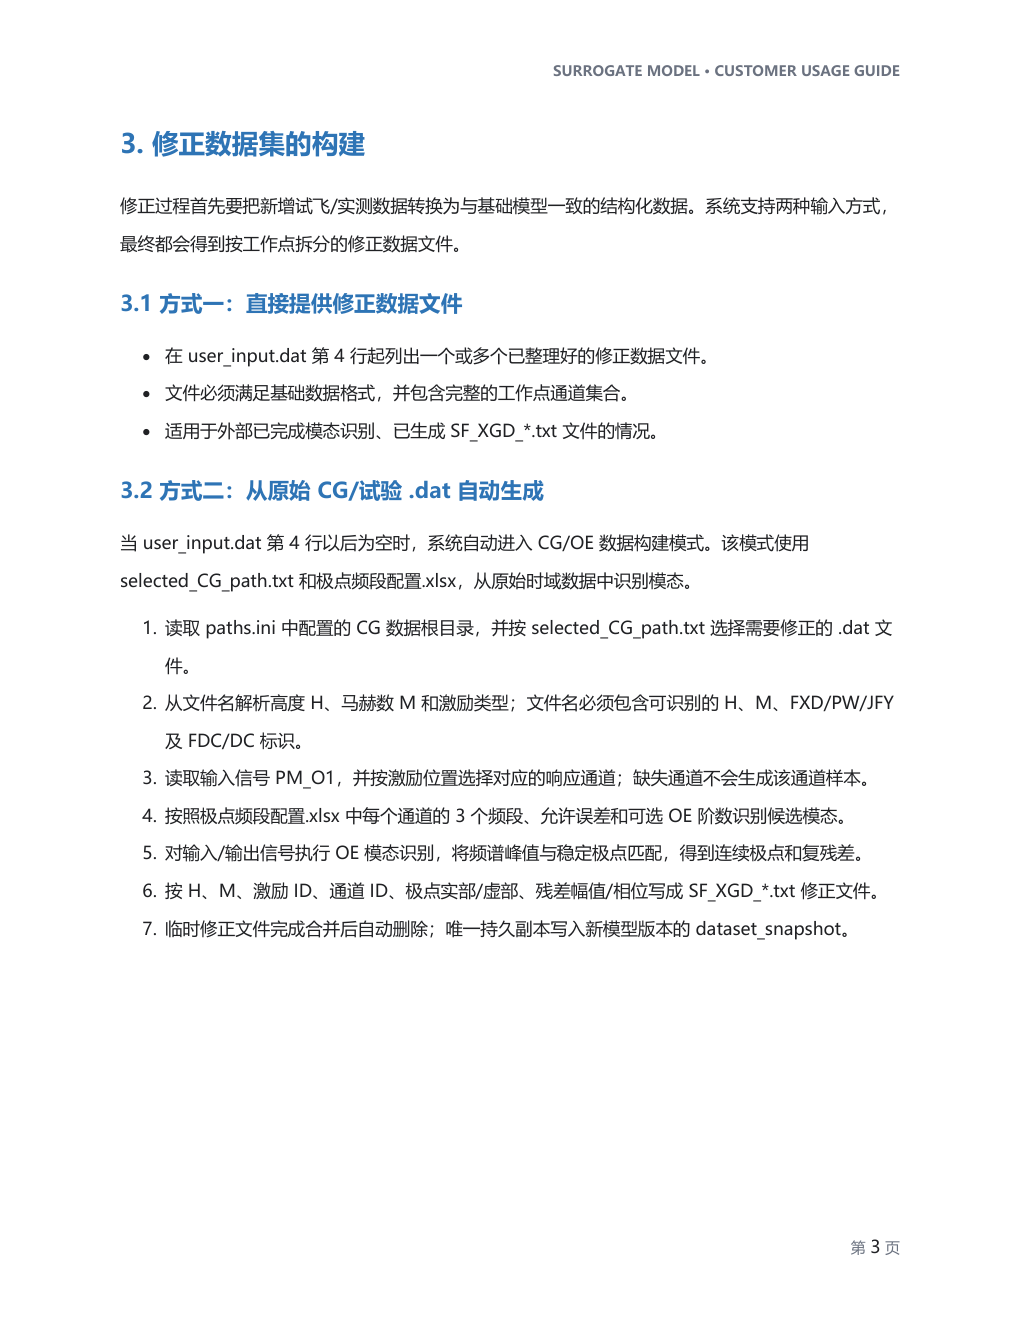 SURROGATE MODEL • CUSTOMER USAGE GUIDE
3. 修正数据集的构建
修正过程首先要把新增试飞/实测数据转换为与基础模型一致的结构化数据。系统支持两种输入方式，
最终都会得到按工作点拆分的修正数据文件。
3.1 方式一：直接提供修正数据文件
• 在 user_input.dat 第 4 行起列出一个或多个已整理好的修正数据文件。
• 文件必须满足基础数据格式，并包含完整的工作点通道集合。
• 适用于外部已完成模态识别、已生成 SF_XGD_*.txt 文件的情况。
3.2 方式二：从原始 CG/试验 .dat 自动生成
当 user_input.dat 第 4 行以后为空时，系统自动进入 CG/OE 数据构建模式。该模式使用
selected_CG_path.txt 和极点频段配置.xlsx，从原始时域数据中识别模态。
1. 读取 paths.ini 中配置的 CG 数据根目录，并按 selected_CG_path.txt 选择需要修正的 .dat 文
件。
2. 从文件名解析高度 H、马赫数 M 和激励类型；文件名必须包含可识别的 H、M、FXD/PW/JFY
及 FDC/DC 标识。
3. 读取输入信号 PM_O1，并按激励位置选择对应的响应通道；缺失通道不会生成该通道样本。
4. 按照极点频段配置.xlsx 中每个通道的 3 个频段、允许误差和可选 OE 阶数识别候选模态。
5. 对输入/输出信号执行 OE 模态识别，将频谱峰值与稳定极点匹配，得到连续极点和复残差。
6. 按 H、M、激励 ID、通道 ID、极点实部/虚部、残差幅值/相位写成 SF_XGD_*.txt 修正文件。
7. 临时修正文件完成合并后自动删除；唯一持久副本写入新模型版本的 dataset_snapshot。
第 3 页